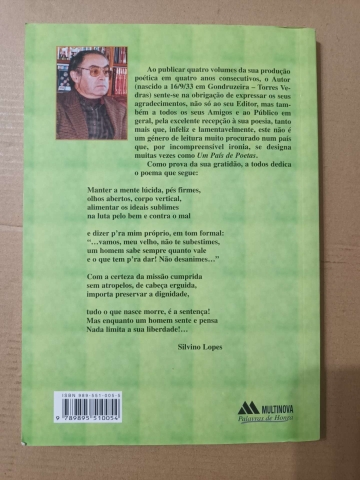 Ao publicar quatro volumes da sua produção
poética em quatro anos consecutivos, o Autor
(nascido a 16/9/33 em Gondruzeira – Torres Ve-
dras) sente-se na obrigação de expressar os seus
agradecimentos, não só ao seu Editor, mas tam-
bém a todos os seus Amigos e ao Público em
geral, pela excelente recepção à sua poesia, tanto
mais que, infeliz e lamentavelmente, este não é
um género de leitura muito procurado num país
que, por incompreensível ironia, se designa
muitas vezes como Um País de Poetas.
Como prova da sua gratidão, a todos dedica
o poema que segue:
Manter a mente lúcida, pés firmes,
olhos abertos, corpo vertical,
alimentar os ideais sublimes
na luta pelo bem e contra o mal
e dizer p'ra mim próprio, em tom formal:
"…vamos, meu velho, não te subestimes,
um homem sabe sempre quanto vale
e o que tem p'ra dar! Não desanimes…"
Com a certeza da missão cumprida
sem atropelos, de cabeça erguida,
importa preservar a dignidade,
tudo o que nasce morre, é a sentença!
Mas enquanto um homem sente e pensa
Nada limita a sua liberdade!…
Silvino Lopes
9 789895 510054
MULTINOVA
Palavras de Honra